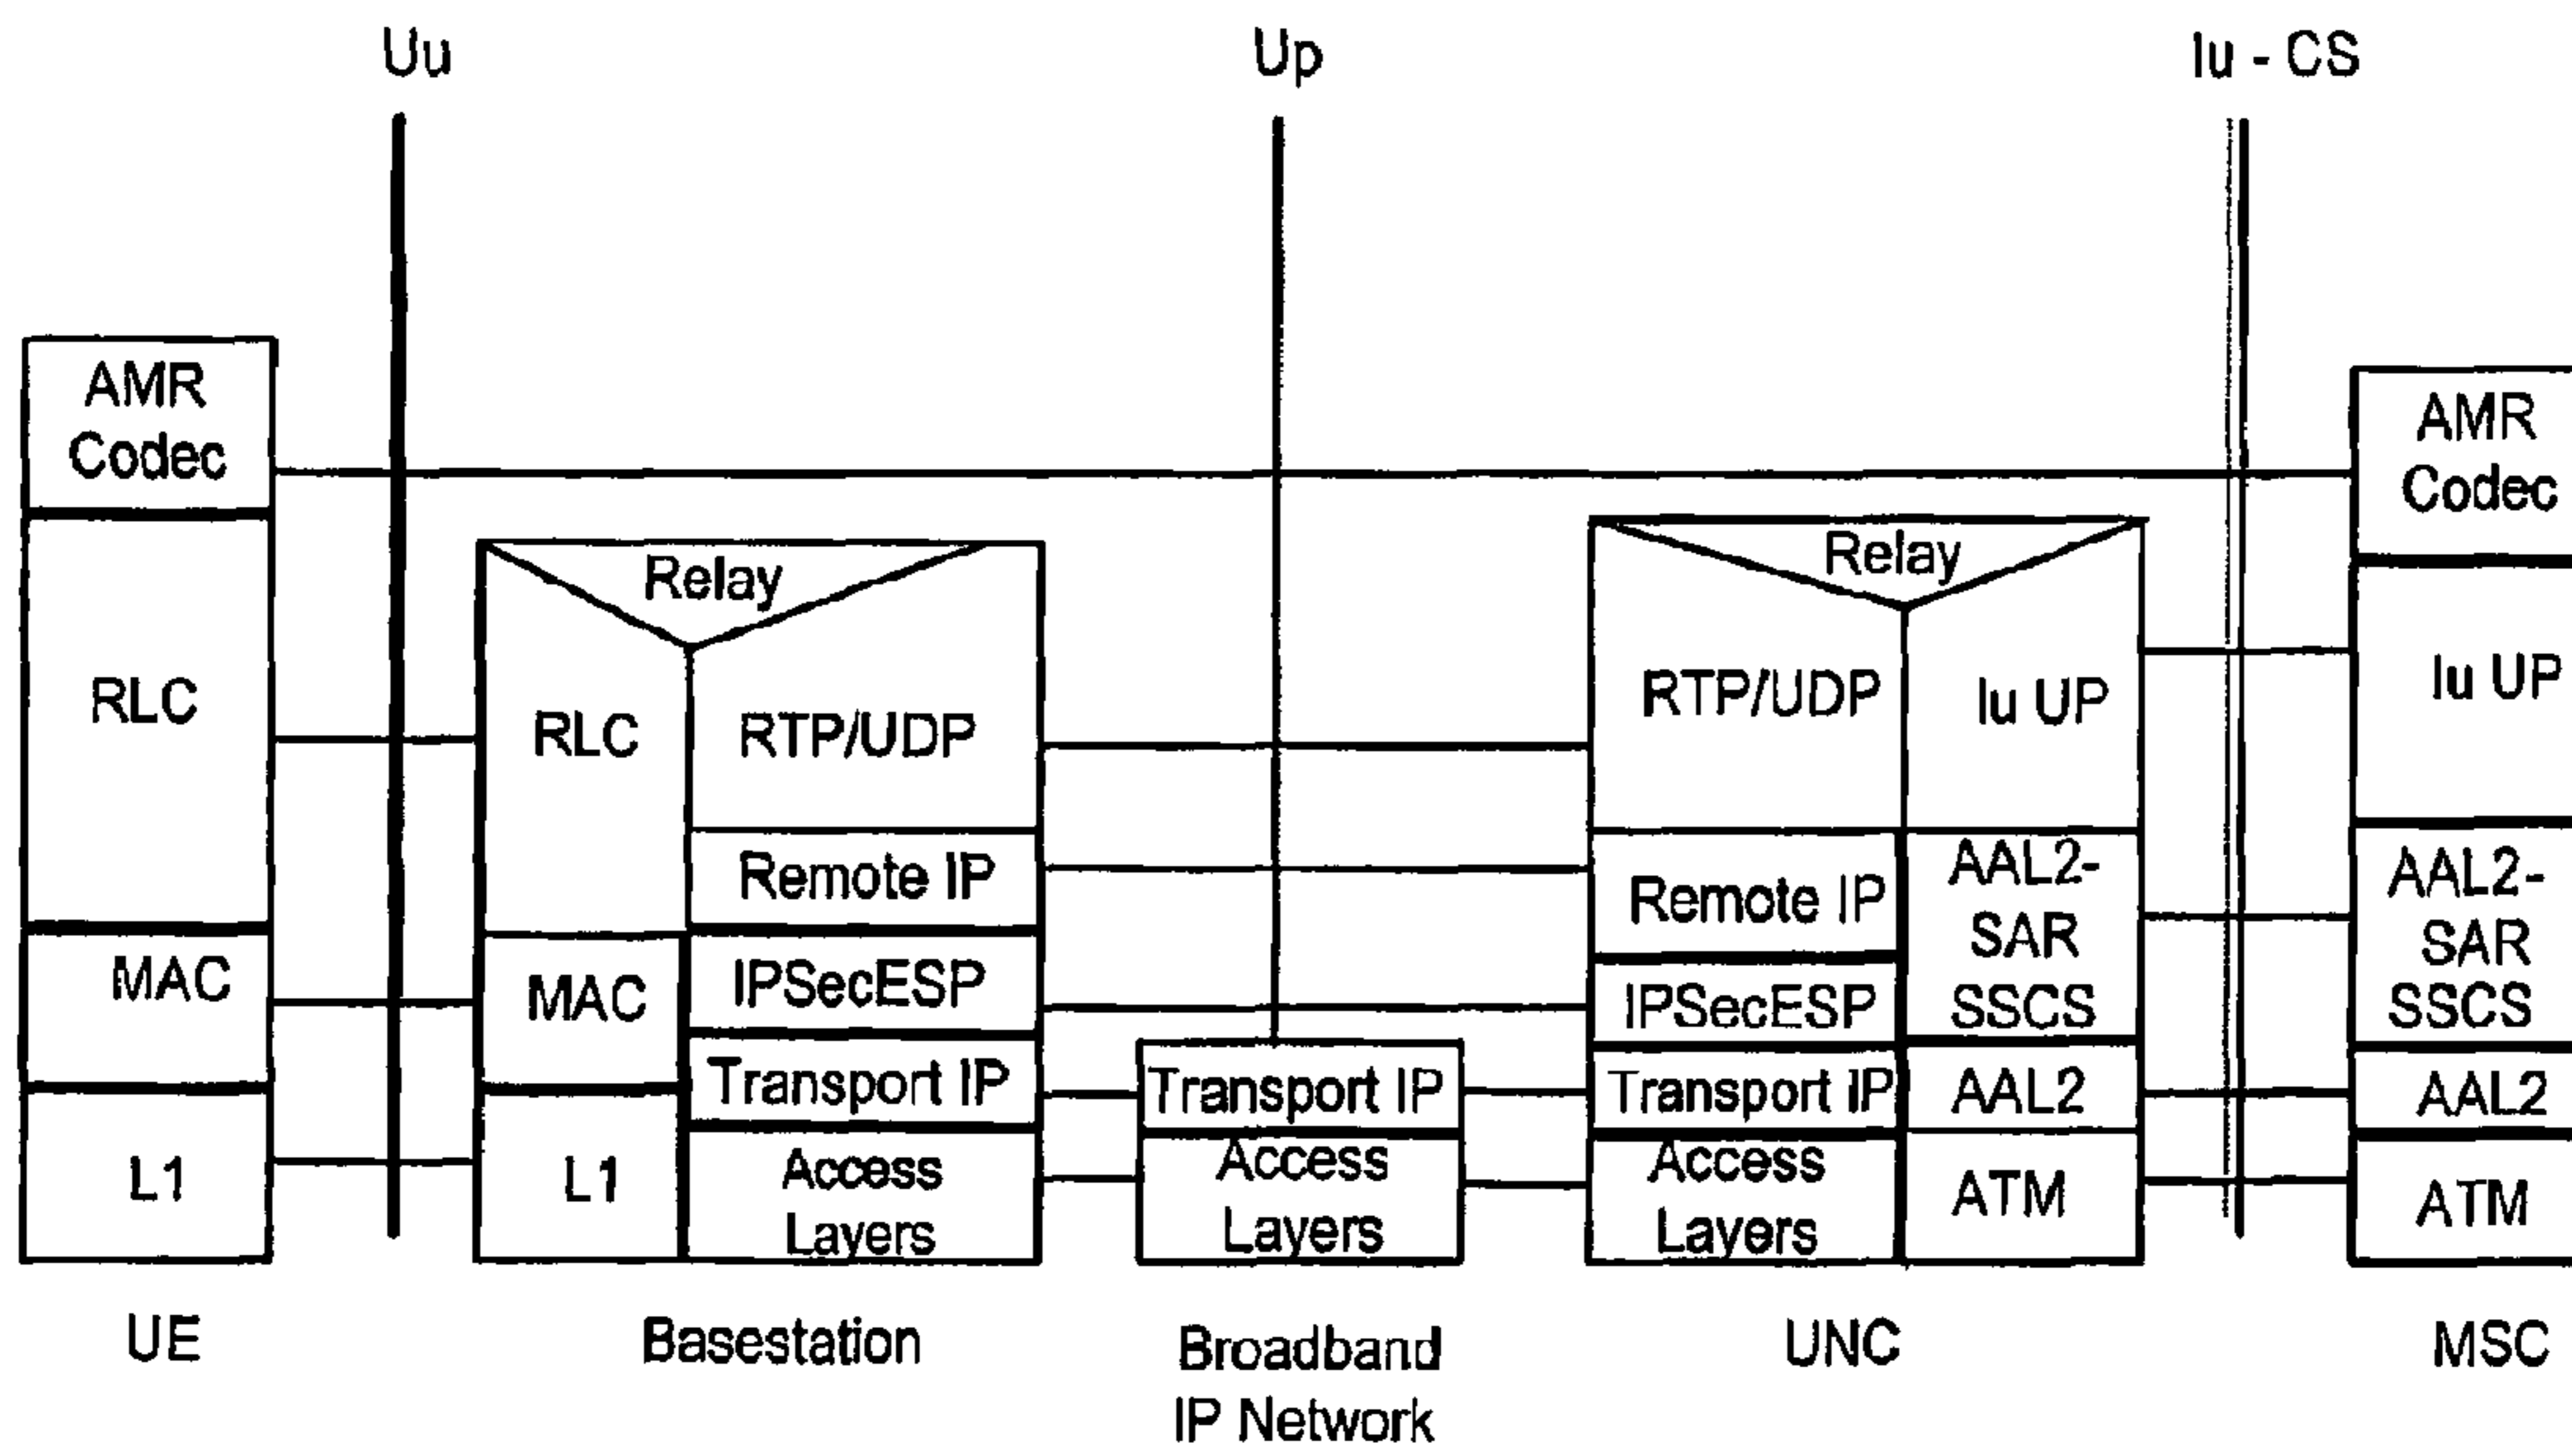 Uu
Up
Iu - CS
AMR
Codec
RLC
MAC
L1
UE
Relay
RLC
MAC
L1
RTP/UDP
Remote IP
IPSecESP
Transport IP
Access
Layers
Basestation
Transport IP
Access
Layers
Broadband
IP Network
Relay
RTP/UDP
Remote IP
IPSecESP
Transport IP
Access
Layers
Iu UP
AAL2-
SAR
SSCS
AAL2
ATM
UNC
AMR
Codec
Iu UP
AAL2-
SAR
SSCS
AAL2
ATM
MSC